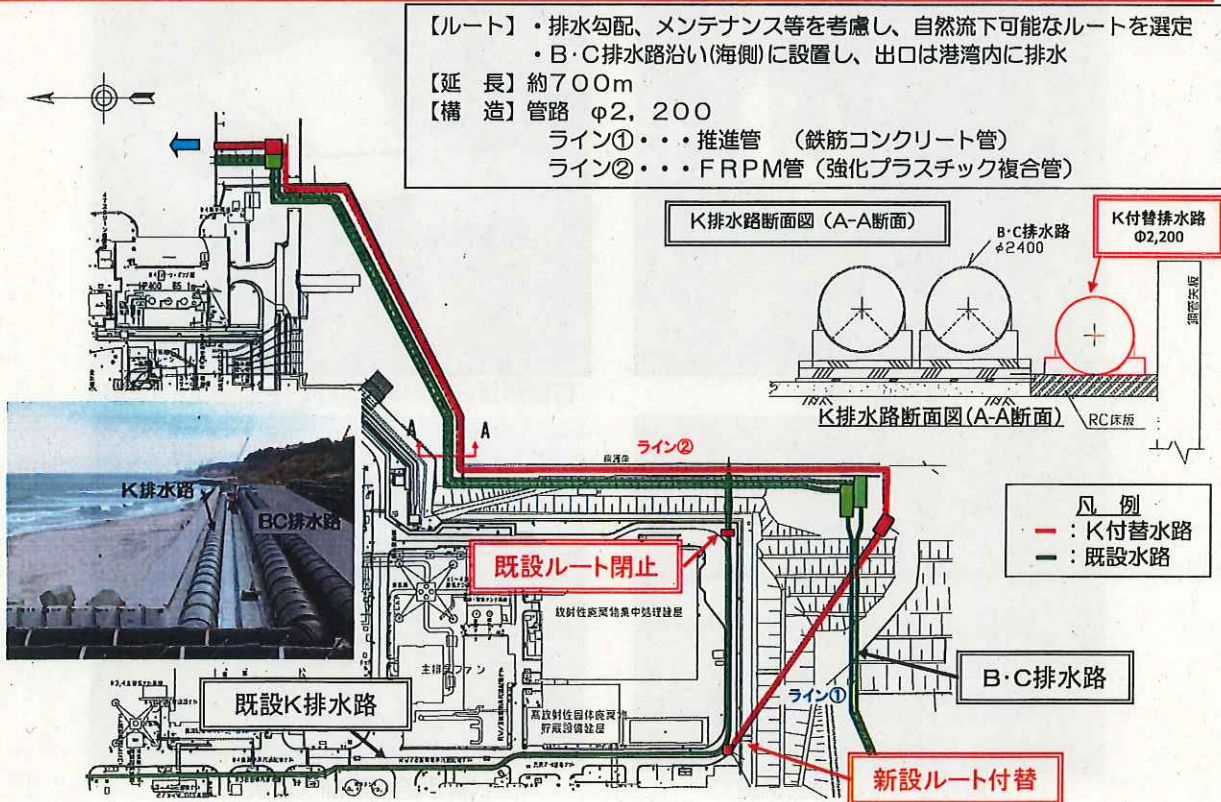 【ルート】・排水勾配、メンテナンス等を考慮し、自然流下可能なルートを選定
・B・C排水路沿い(海側)に設置し、出口は港湾内に排水
【延　長】約700m
【構　造】管路　φ2，200
ライン①・・・推進管　（鉄筋コンクリート管）
ライン②・・・ＦＲＰＭ管（強化プラスチック複合管）
K排水路断面図（A-A断面）
B・C排水路
φ2400
K付替排水路
Φ2,200
鋼管矢板
K排水路断面図(A-A断面)
RC床版
A
A
ライン②
K排水路
BC排水路
凡　例
：K付替水路
：既設水路
既設ルート閉止
放射性廃棄物集中処理建屋
主排気ファン
既設K排水路
高放射性固体廃棄物
貯蔵設備建屋
ライン①
B・C排水路
新設ルート付替